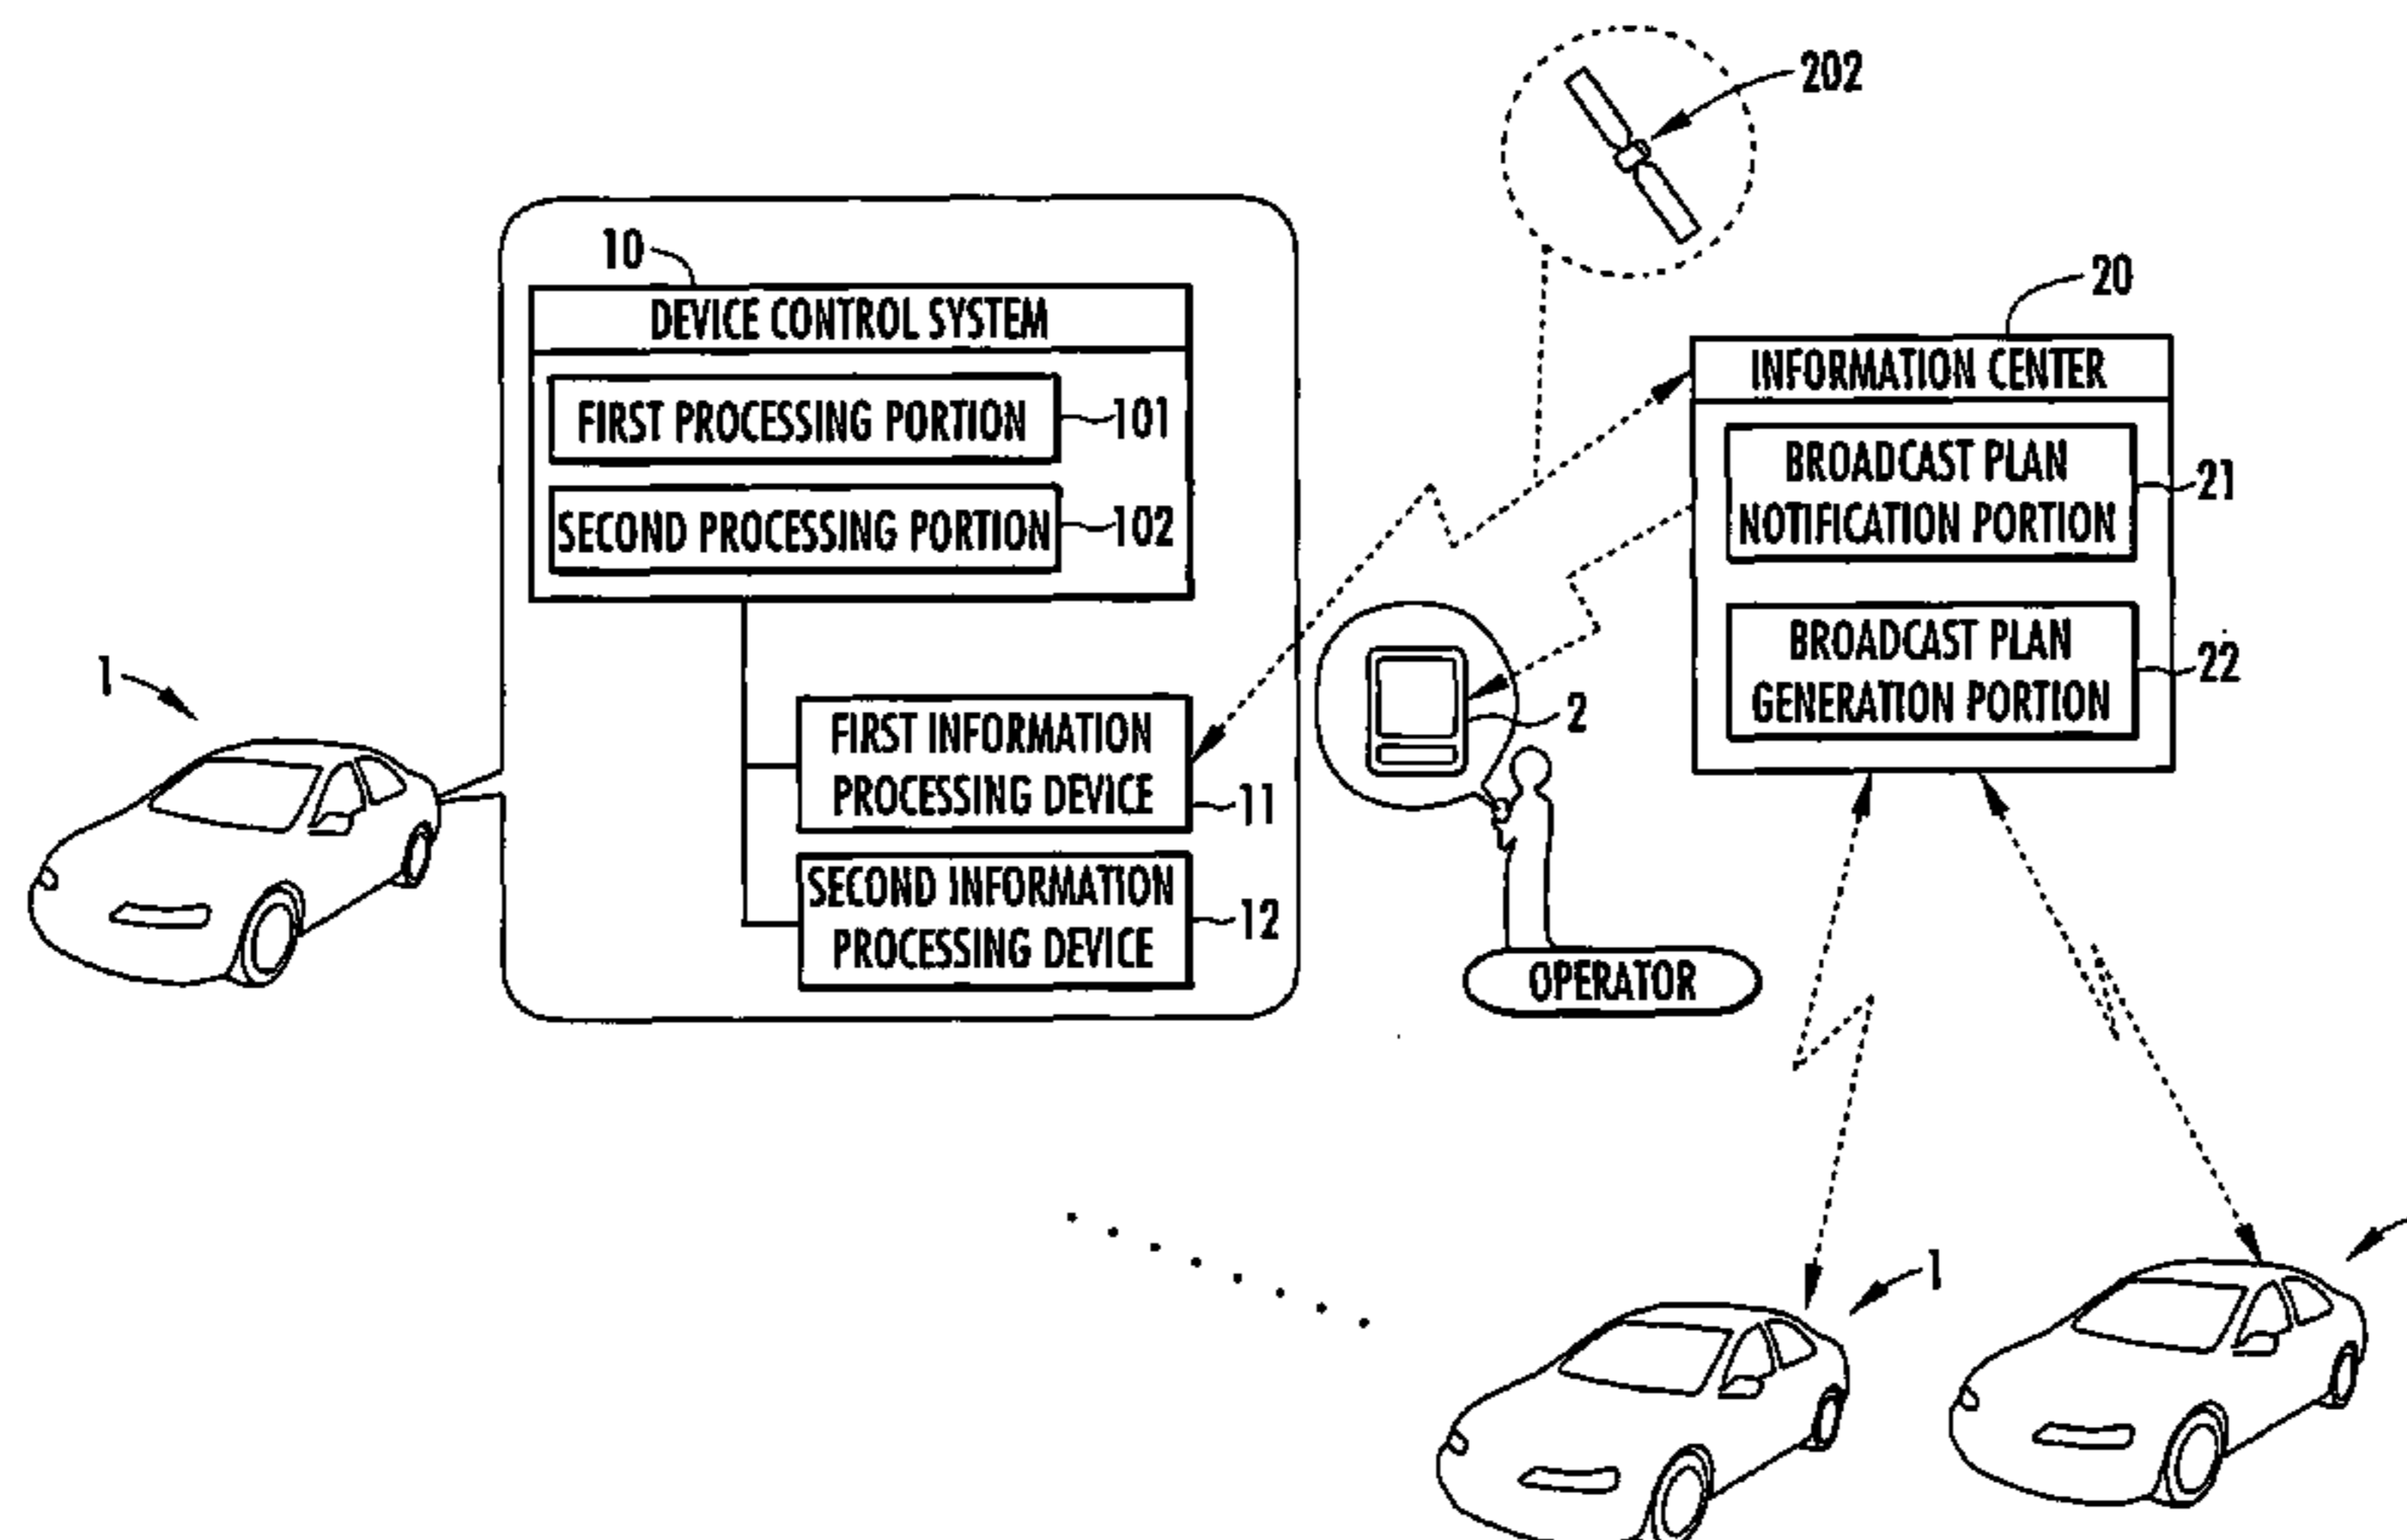 202
10
DEVICE CONTROL SYSTEM
FIRST PROCESSING PORTION
101
SECOND PROCESSING PORTION
102
20
INFORMATION CENTER
BROADCAST PLAN
NOTIFICATION PORTION
21
BROADCAST PLAN
GENERATION PORTION
22
1
FIRST INFORMATION
PROCESSING DEVICE
11
SECOND INFORMATION
PROCESSING DEVICE
12
2
OPERATOR
1